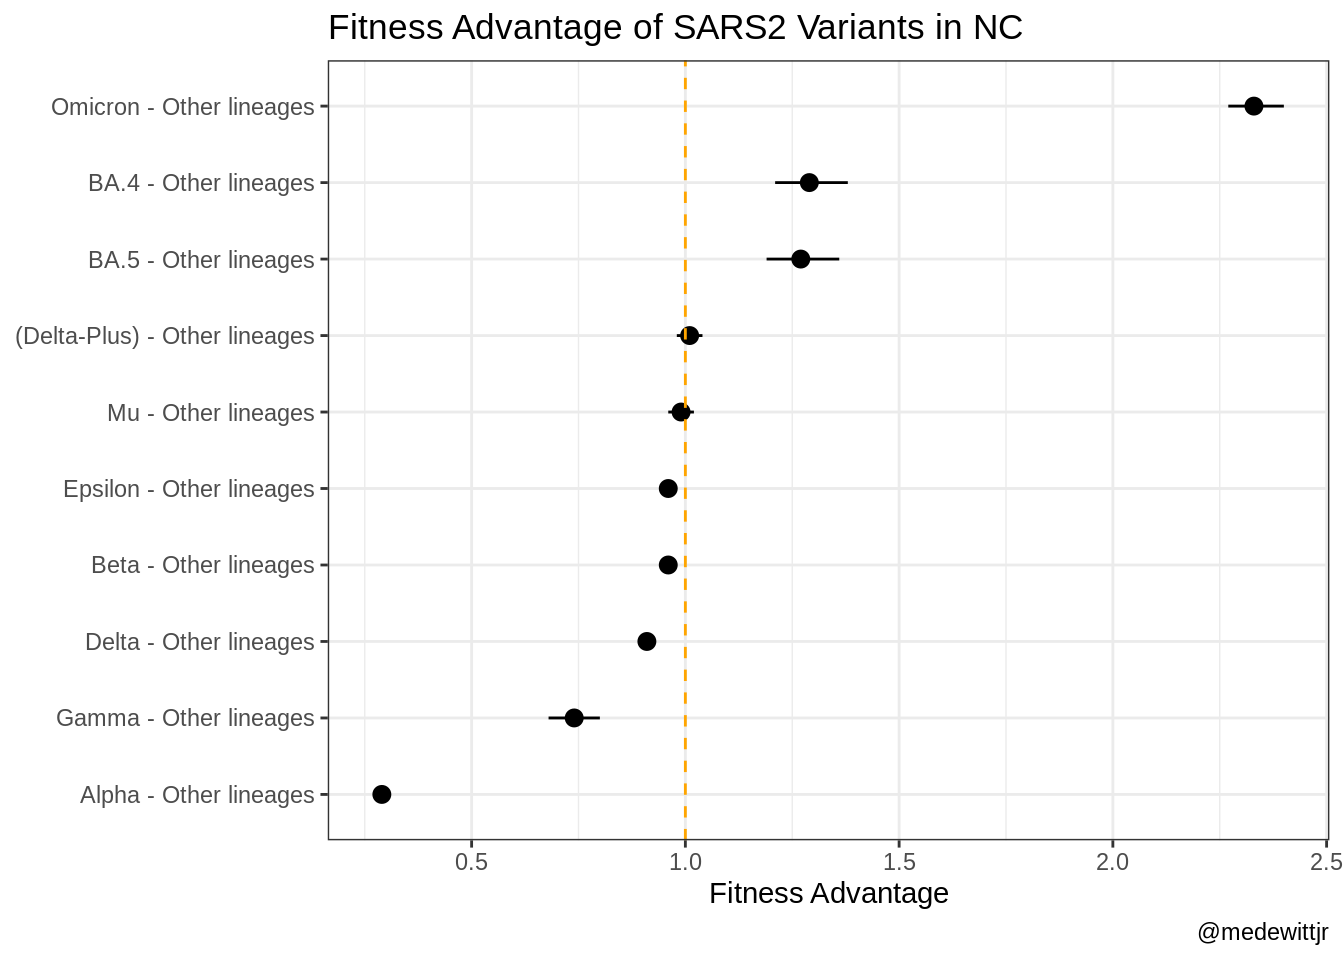 Fitness Advantage of SARS2 Variants in NC
Omicron - Other lineages
BA.4 - Other lineages
BA.5 - Other lineages
(Delta-Plus) - Other lineages
Mu - Other lineages
Epsilon - Other lineages
Beta - Other lineages
Delta - Other lineages
Gamma - Other lineages
Alpha - Other lineages
0.5 1.0 1.5 2.0 2.5
Fitness Advantage
@medewittjr